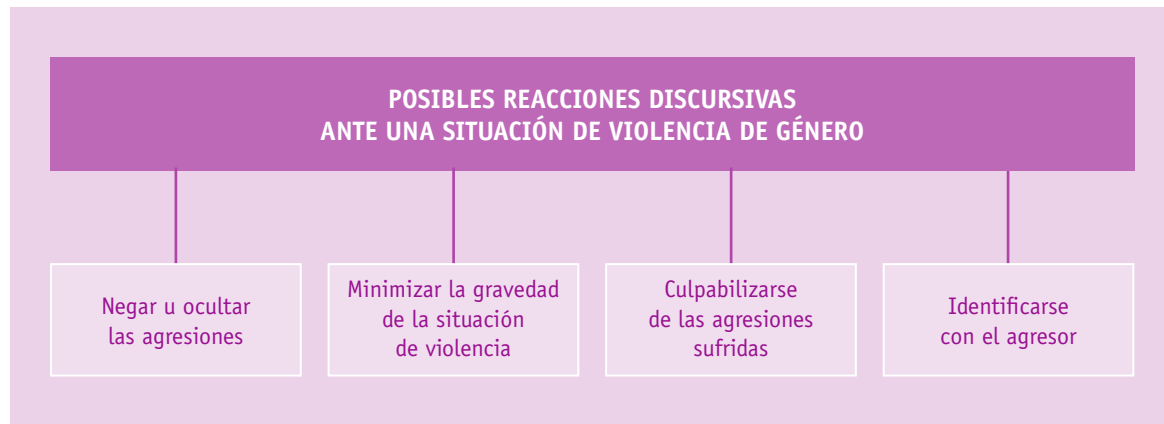 POSIBLES REACCIONES DISCURSIVAS
ANTE UNA SITUACIÓN DE VIOLENCIA DE GÉNERO
Negar u ocultar
las agresiones
Minimizar la gravedad
de la situación
de violencia
Culpabilizarse
de las agresiones
sufridas
Identificarse
con el agresor